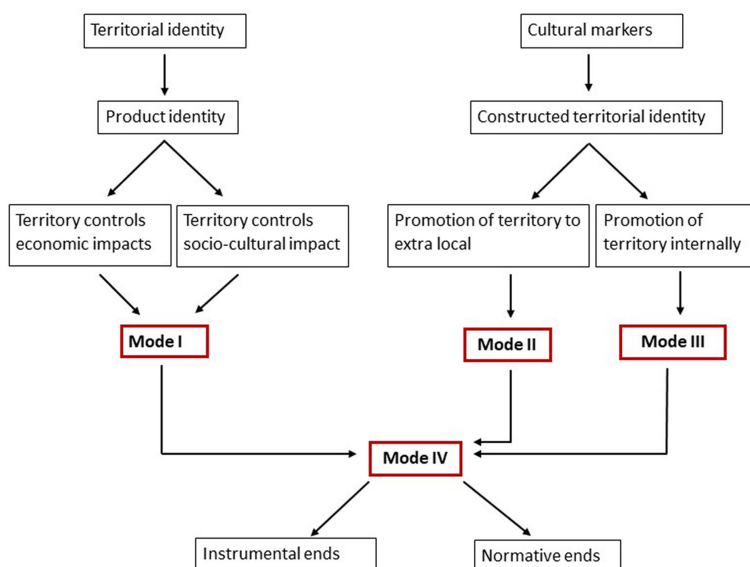 Territorial identity
Cultural markers
Product identity
Constructed territorial identity
Territory controls
economic impacts
Territory controls
socio-cultural impact
Promotion of territory to
extra local
Promotion of
territory internally
Mode I
Mode II
Mode III
Mode IV
Instrumental ends
Normative ends